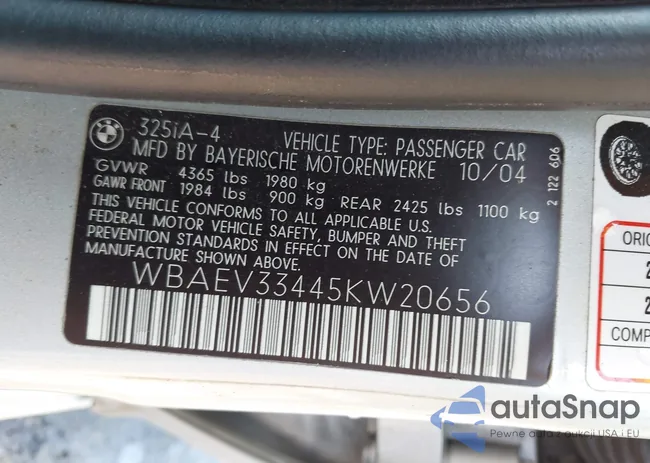 325iA-4
VEHICLE TYPE: PASSENGER CAR
MFD BY BAYERISCHE MOTORENWERKE 10/04
GVWR 4365 lbs 1980 kg
GAWR FRONT 1984 lbs 900 kg REAR 2425 lbs 1100 kg
THIS VEHICLE CONFORMS TO ALL APPLICABLE U.S.
FEDERAL MOTOR VEHICLE SAFETY, BUMPER AND THEFT
PREVENTION STANDARDS IN EFFECT ON THE DATE OF
MANUFACTURE SHOWN ABOVE.
WBAEV33445KW20656
2 122 606
ORIG
2
2
COMP
autaSnap
Pewne auta z aukcji USA i EU